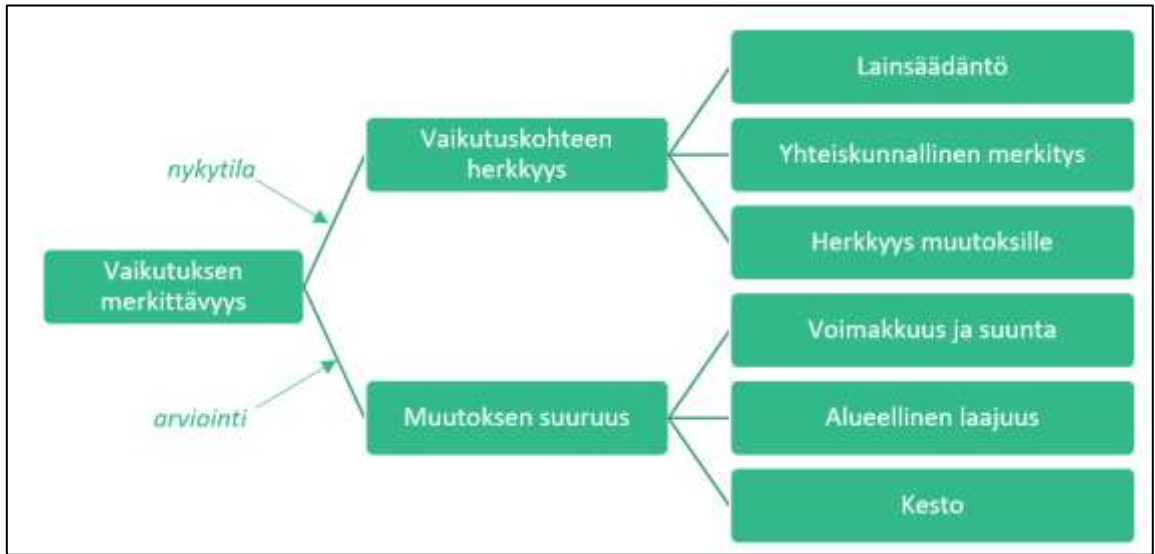 nykytila
Vaikutuksen
merkittävyys
arviointi
Vaikutuskohteen
herkkyys
Muutoksen suuruus
Lainsäädäntö
Yhteiskunnallinen merkitys
Herkkyys muutoksille
Voimakkuus ja suunta
Alueellinen laajuus
Kesto